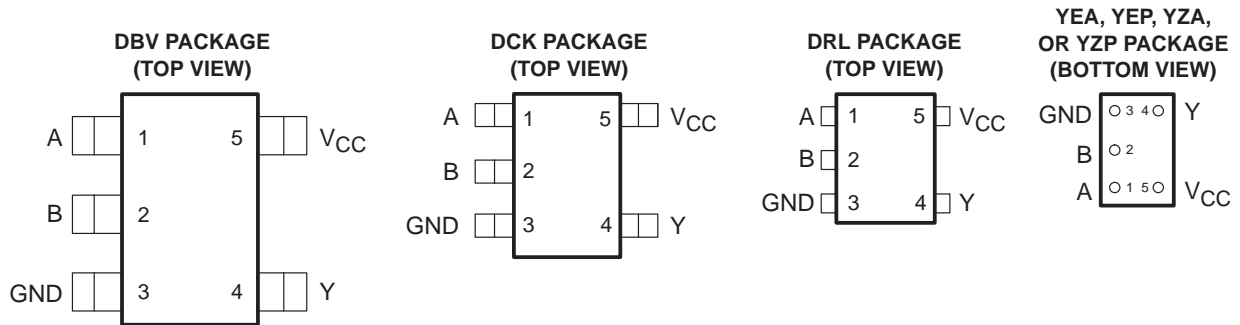 DBV PACKAGE
(TOP VIEW)
A 1 5 VCC
B 2
GND 3 4 Y
DCK PACKAGE
(TOP VIEW)
A 1 5 VCC
B 2
GND 3 4 Y
DRL PACKAGE
(TOP VIEW)
A 1 5 VCC
B 2
GND 3 4 Y
YEA, YEP, YZA,
OR YZP PACKAGE
(BOTTOM VIEW)
GND 3 4 Y
B 2
A 1 5 VCC